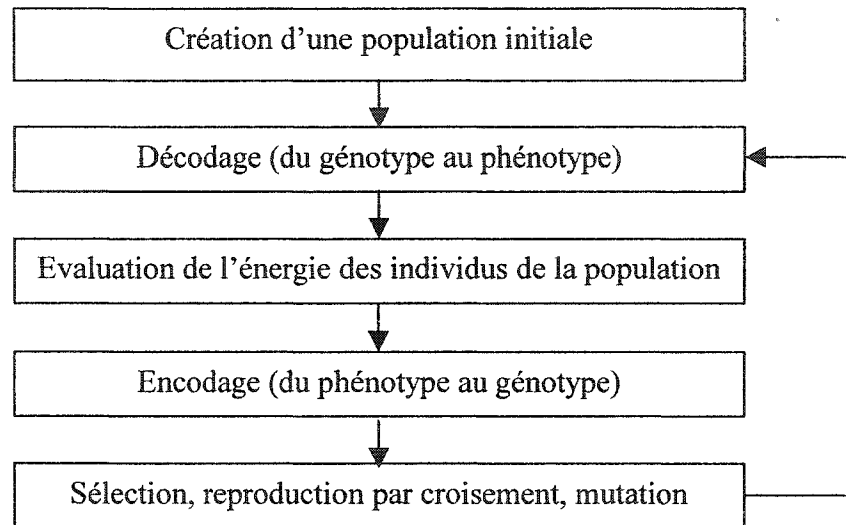 Création d’une population initiale
Décodage (du génotype au phénotype)
Evaluation de l’énergie des individus de la population
Encodage (du phénotype au génotype)
Sélection, reproduction par croisement, mutation